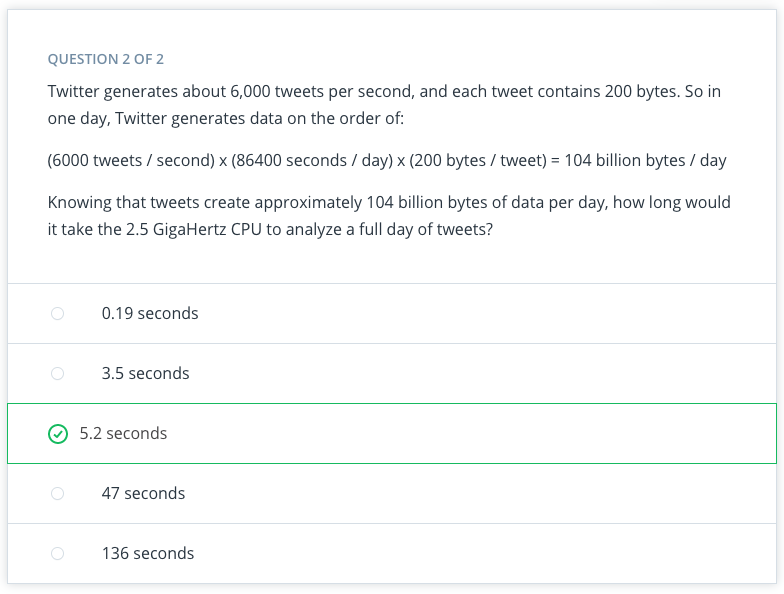 QUESTION 2 OF 2
Twitter generates about 6,000 tweets per second, and each tweet contains 200 bytes. So in
one day, Twitter generates data on the order of:
(6000 tweets / second) x (86400 seconds / day) x (200 bytes / tweet) = 104 billion bytes / day
Knowing that tweets create approximately 104 billion bytes of data per day, how long would
it take the 2.5 GigaHertz CPU to analyze a full day of tweets?
0.19 seconds
3.5 seconds
5.2 seconds
47 seconds
136 seconds